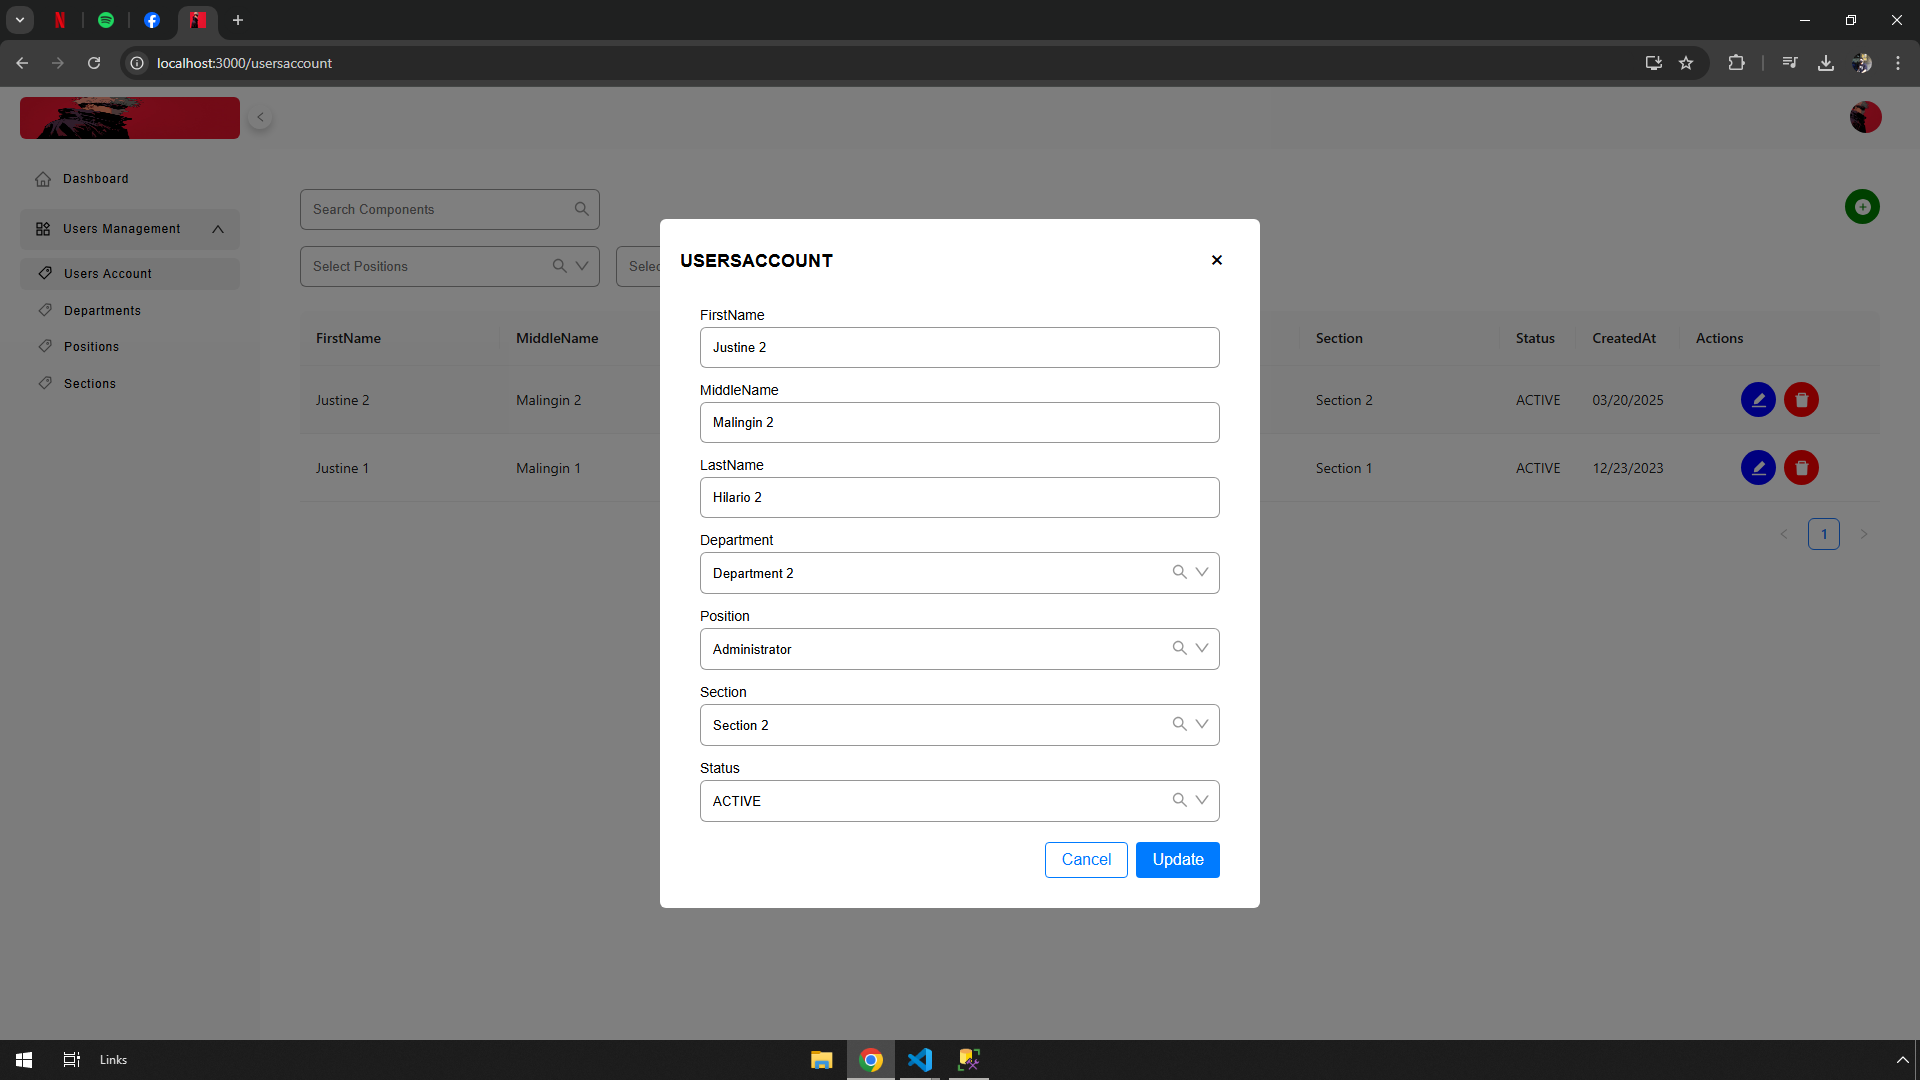 localhost:3000/usersaccount
Dashboard
Users Management
Users Account
Departments
Positions
Sections
Search Components
Select Positions
Selec
FirstName MiddleName Section Status CreatedAt Actions
Justine 2 Malingin 2 Section 2 ACTIVE 03/20/2025
Justine 1 Malingin 1 Section 1 ACTIVE 12/23/2023
1
USERSACCOUNT
FirstName
Justine 2
MiddleName
Malingin 2
LastName
Hilario 2
Department
Department 2
Position
Administrator
Section
Section 2
Status
ACTIVE
Cancel Update
Links